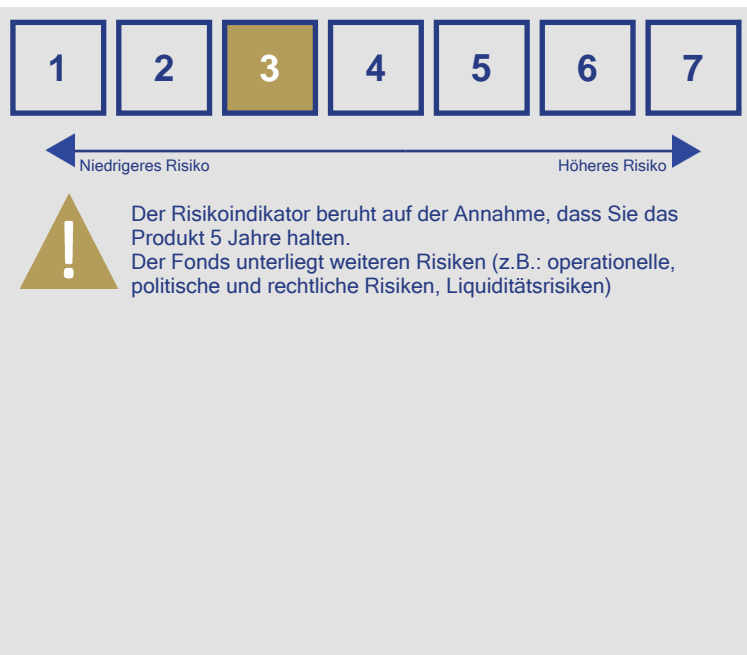 1 2 3 4 5 6 7
Niedrigeres Risiko Höheres Risiko
!
Der Risikoindikator beruht auf der Annahme, dass Sie das
Produkt 5 Jahre halten.
Der Fonds unterliegt weiteren Risiken (z.B.: operationelle,
politische und rechtliche Risiken, Liquiditätsrisiken)